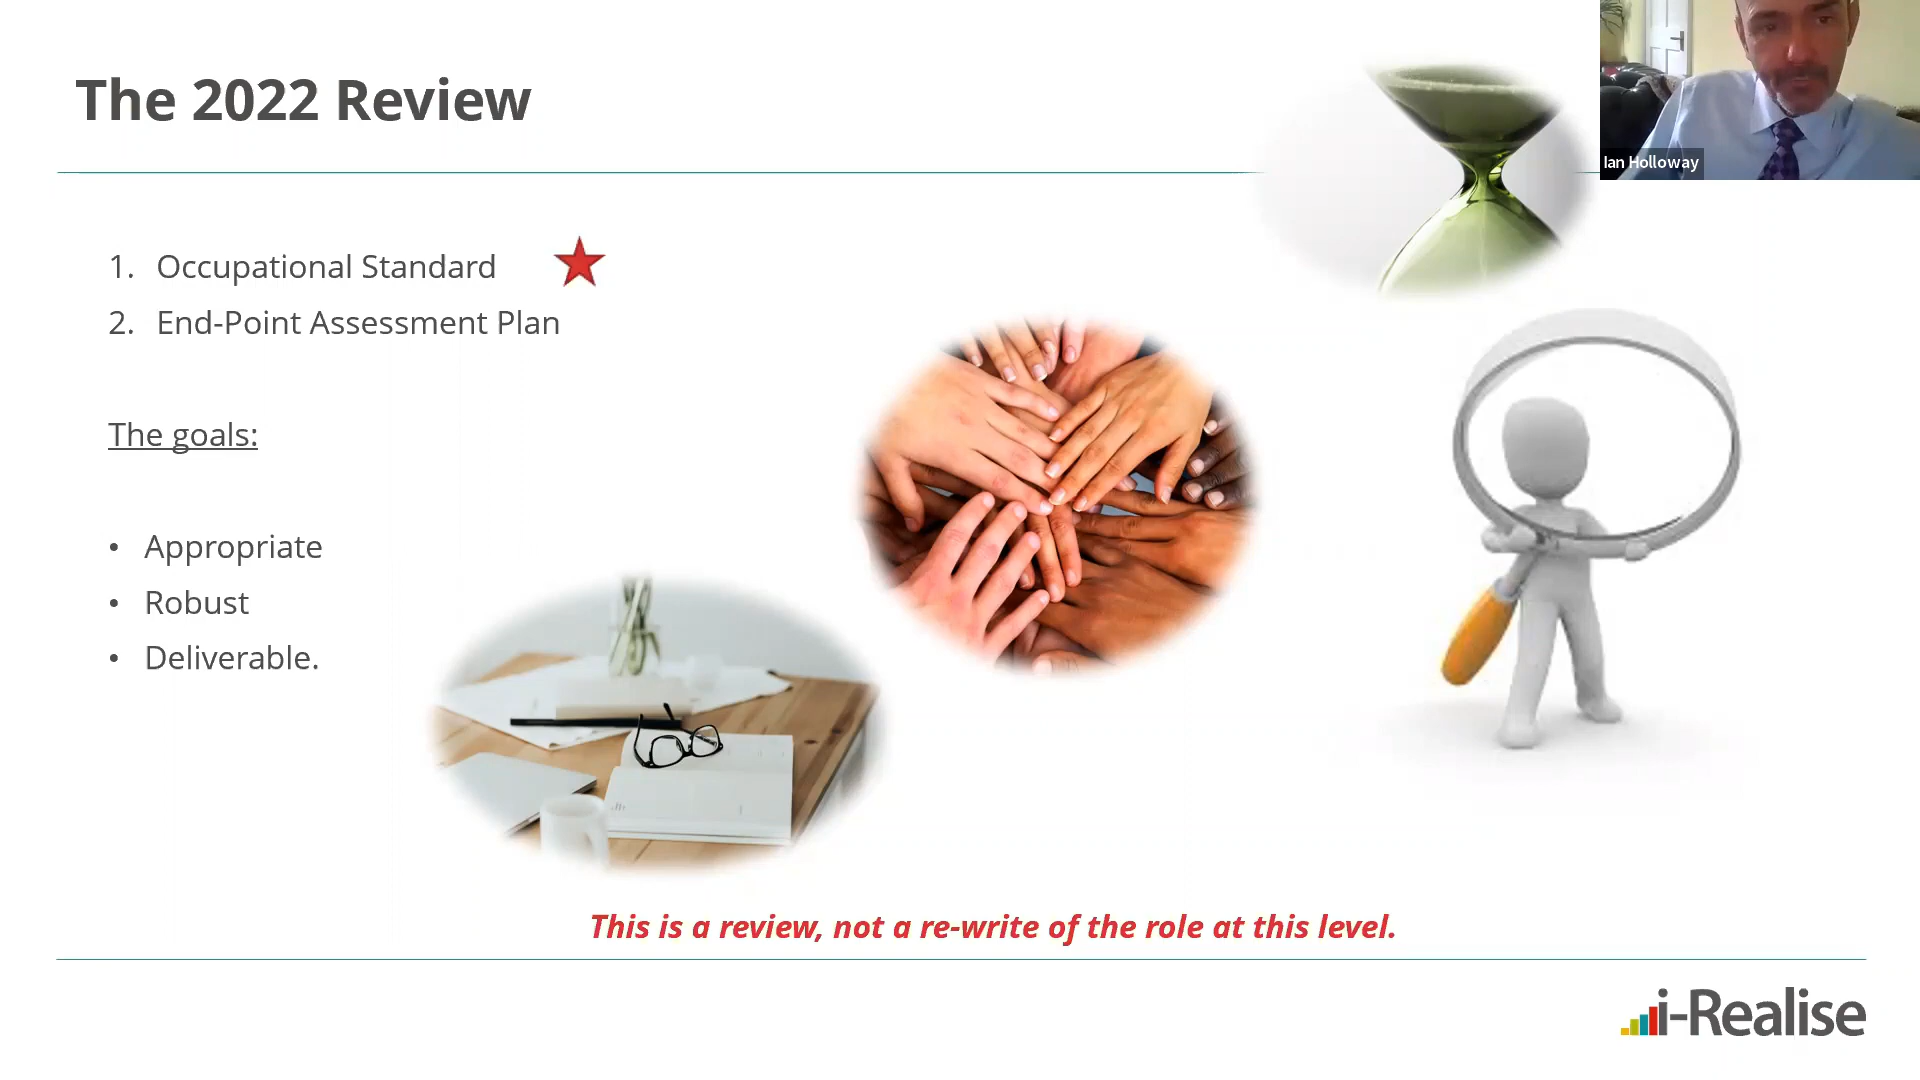 The 2022 Review
Ian Holloway
1. Occupational Standard
2. End-Point Assessment Plan
The goals:
• Appropriate
• Robust
• Deliverable.
This is a review, not a re-write of the role at this level.
i-Realise